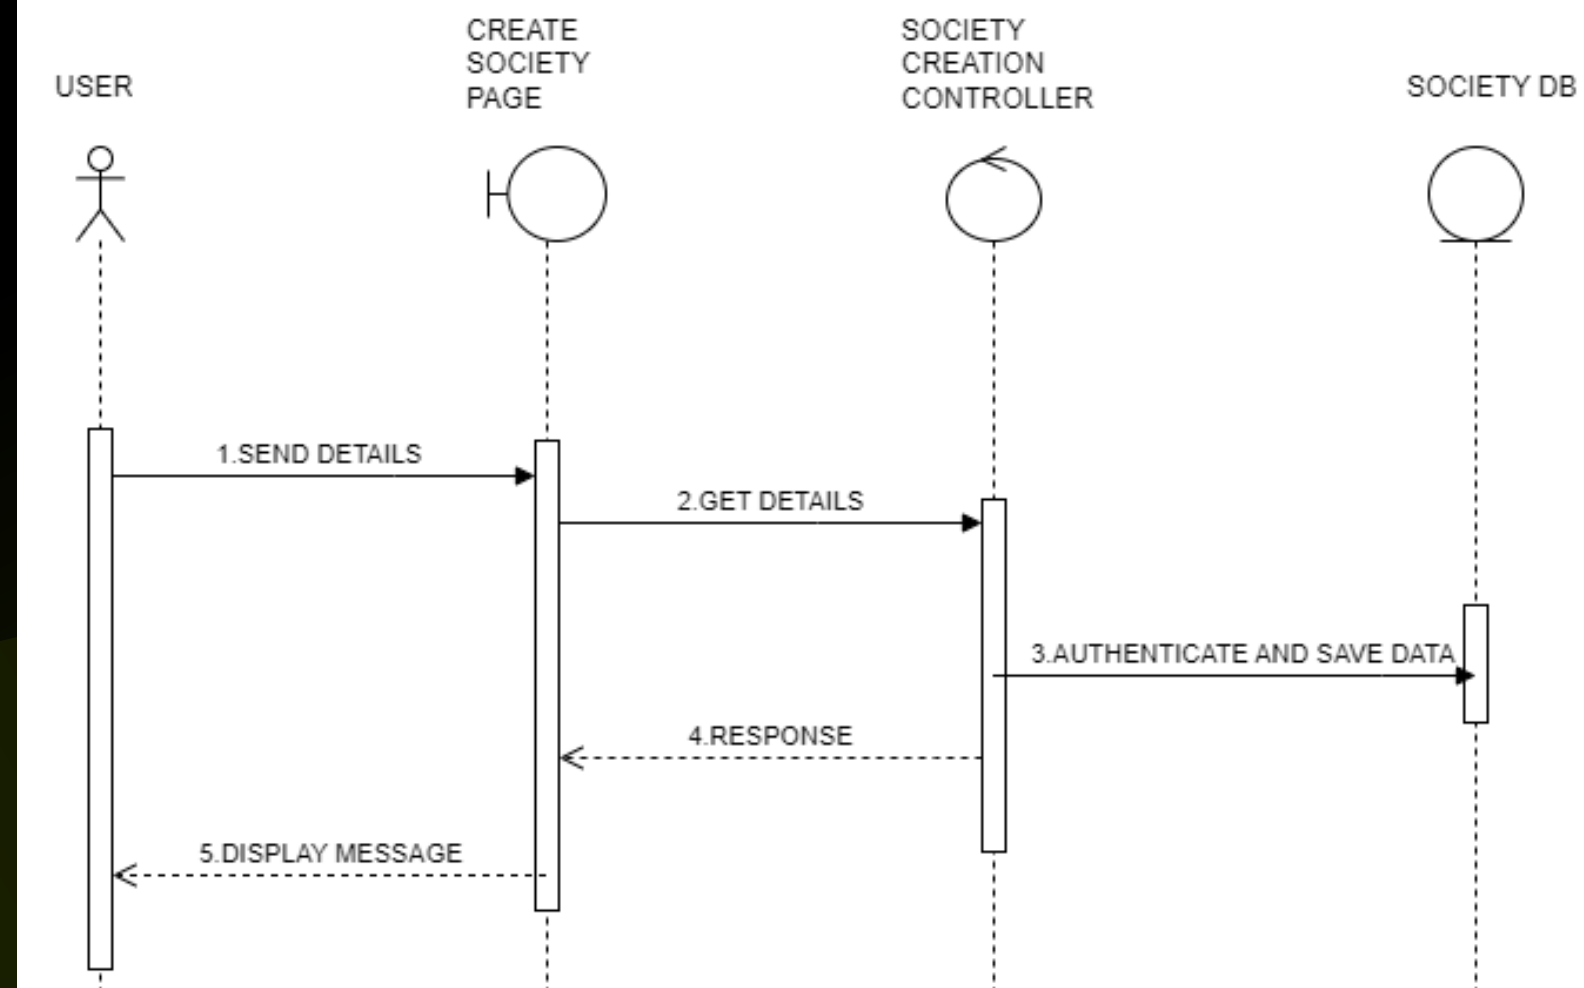 USER
CREATE
SOCIETY
PAGE
SOCIETY
CREATION
CONTROLLER
SOCIETY DB
1.SEND DETAILS
2.GET DETAILS
3.AUTHENTICATE AND SAVE DATA
4.RESPONSE
5.DISPLAY MESSAGE